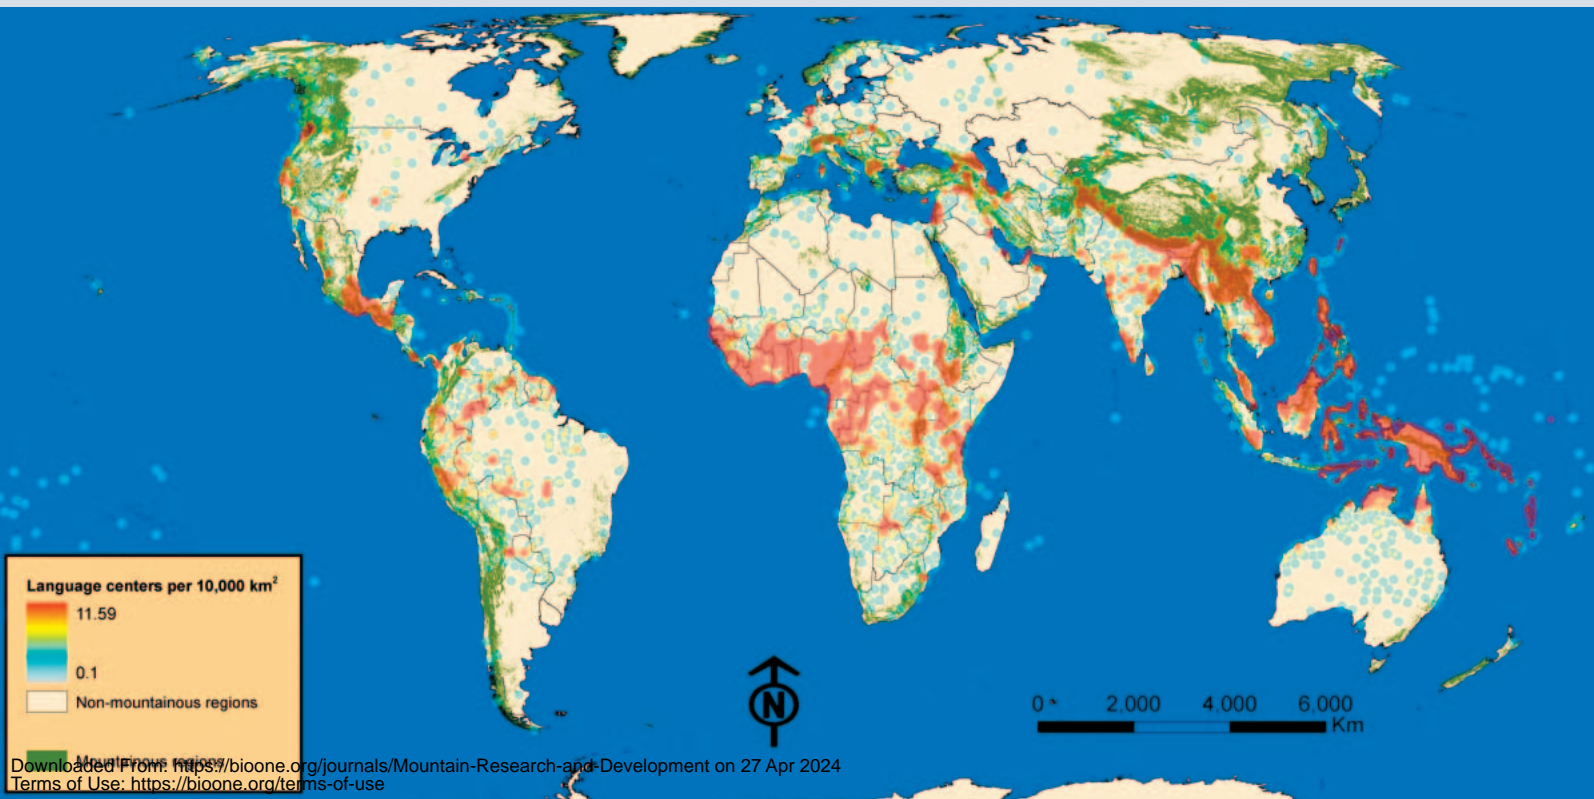 Language centers per 10,000 km²
11.59
0.1
Non-mountainous regions
Mountainous regions
N
0 2,000 4,000 6,000
Km
Downloaded From: https://bioone.org/journals/Mountain-Research-and-Development on 27 Apr 2024
Terms of Use: https://bioone.org/terms-of-use